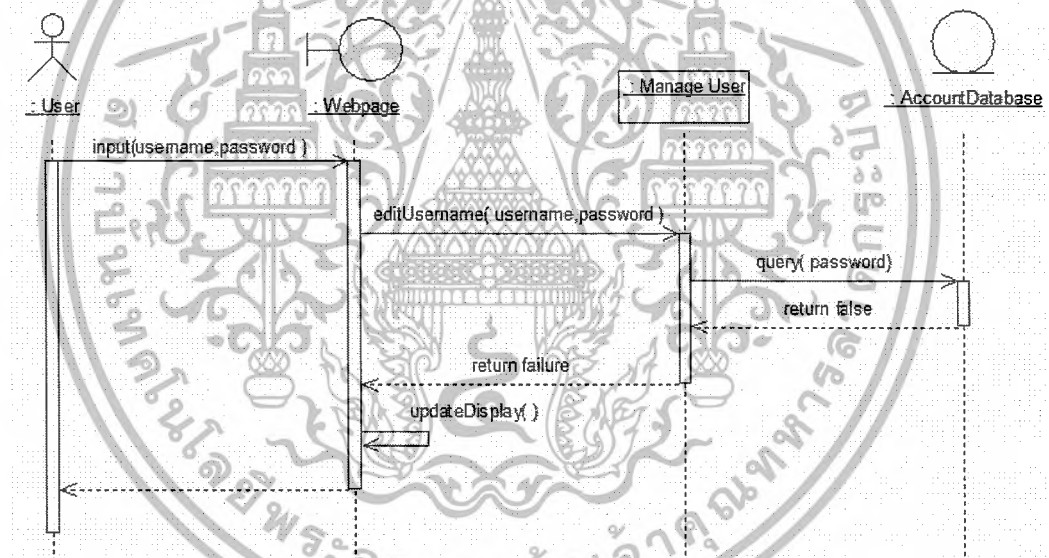 : User
: Webpage
: Manage User
: AccountDatabase
input(username,password )
editUsername( username,password )
query( password)
return false
return failure
updateDisplay( )